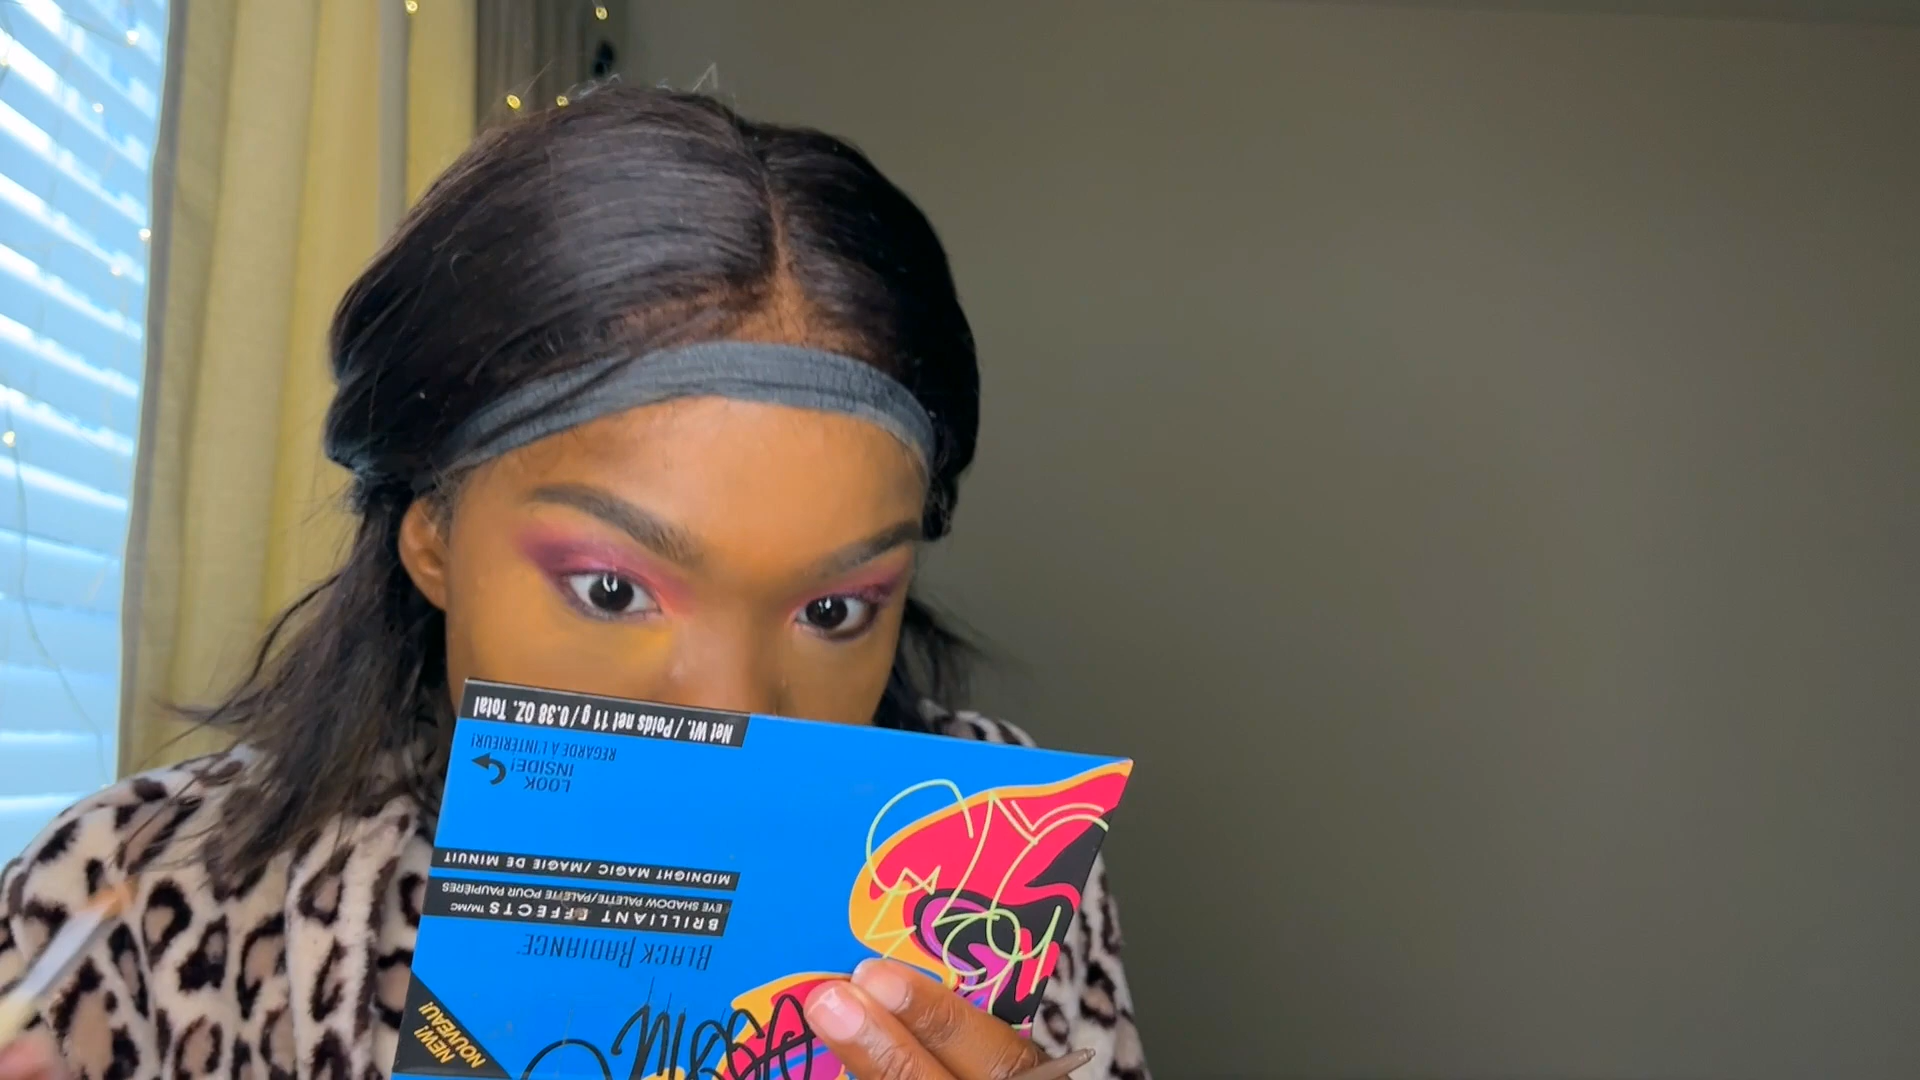 NEW!
NOUVEAU!
BLACK RADIANCE
BRILLIANT EFFECTS TM/MC
EYE SHADOW PALETTE/PALETTE POUR PAUPIÈRES
MIDNIGHT MAGIC / MAGIE DE MINUIT
LOOK
INSIDE!
REGARDE À L'INTÉRIEUR!
Net Wt. / Poids net 11 g / 0.38 OZ. Total